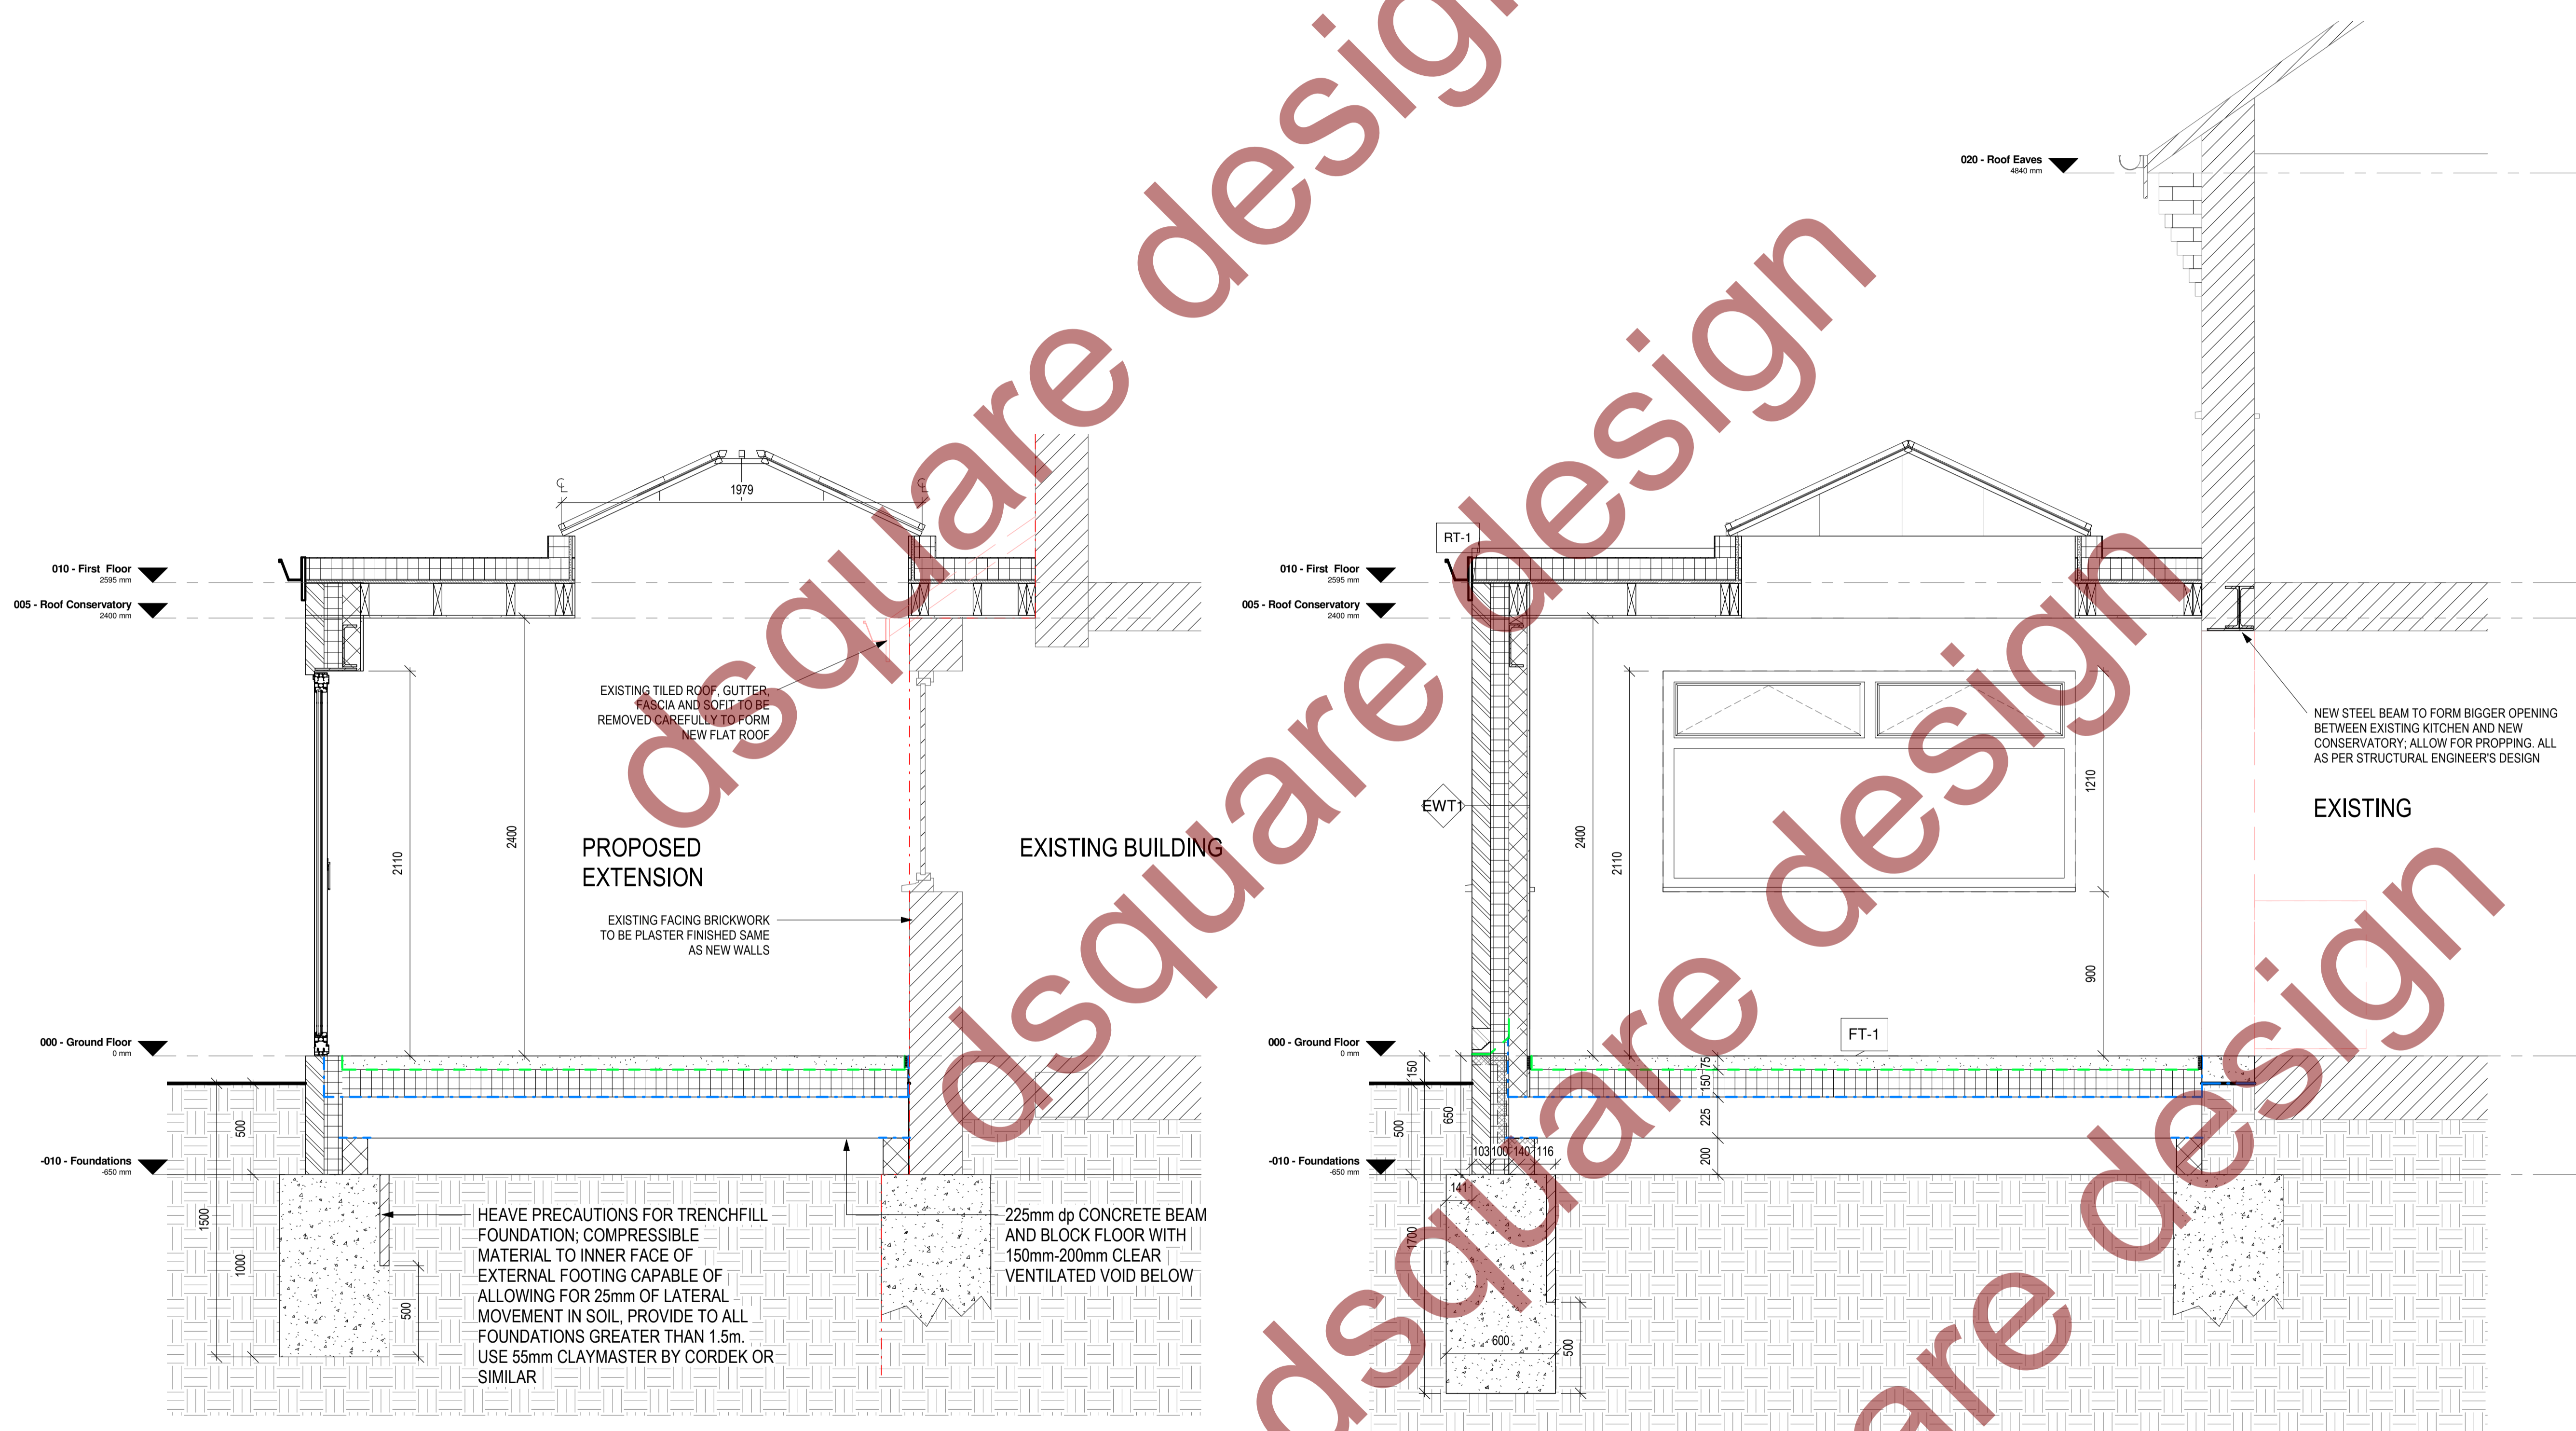 020 - Roof Eaves
4840 mm
1979
010 - First Floor
2595 mm
005 - Roof Conservatory
2400 mm
EXISTING TILED ROOF, GUTTER,
FASCIA AND SOFIT TO BE
REMOVED CAREFULLY TO FORM
NEW FLAT ROOF
2110
2400
PROPOSED
EXTENSION
EXISTING BUILDING
EXISTING FACING BRICKWORK
TO BE PLASTER FINISHED SAME
AS NEW WALLS
000 - Ground Floor
0 mm
500
-010 - Foundations
-650 mm
1500
1000
500
HEAVE PRECAUTIONS FOR TRENCHFILL
FOUNDATION; COMPRESSIBLE
MATERIAL TO INNER FACE OF
EXTERNAL FOOTING CAPABLE OF
ALLOWING FOR 25mm OF LATERAL
MOVEMENT IN SOIL, PROVIDE TO ALL
FOUNDATIONS GREATER THAN 1.5m.
USE 55mm CLAYMASTER BY CORDEK OR
SIMILAR
225mm dp CONCRETE BEAM
AND BLOCK FLOOR WITH
150mm-200mm CLEAR
VENTILATED VOID BELOW
RT-1
010 - First Floor
2595 mm
005 - Roof Conservatory
2400 mm
NEW STEEL BEAM TO FORM BIGGER OPENING
BETWEEN EXISTING KITCHEN AND NEW
CONSERVATORY; ALLOW FOR PROPPING. ALL
AS PER STRUCTURAL ENGINEER'S DESIGN
EXISTING
EWT1
2400
2110
1210
900
FT-1
000 - Ground Floor
0 mm
150
75
150
225
200
650
500
-010 - Foundations
-650 mm
103 100 140 116
141
1700
600
500
dsquare design
dsquare design
dsquare design
dsquare design
are design